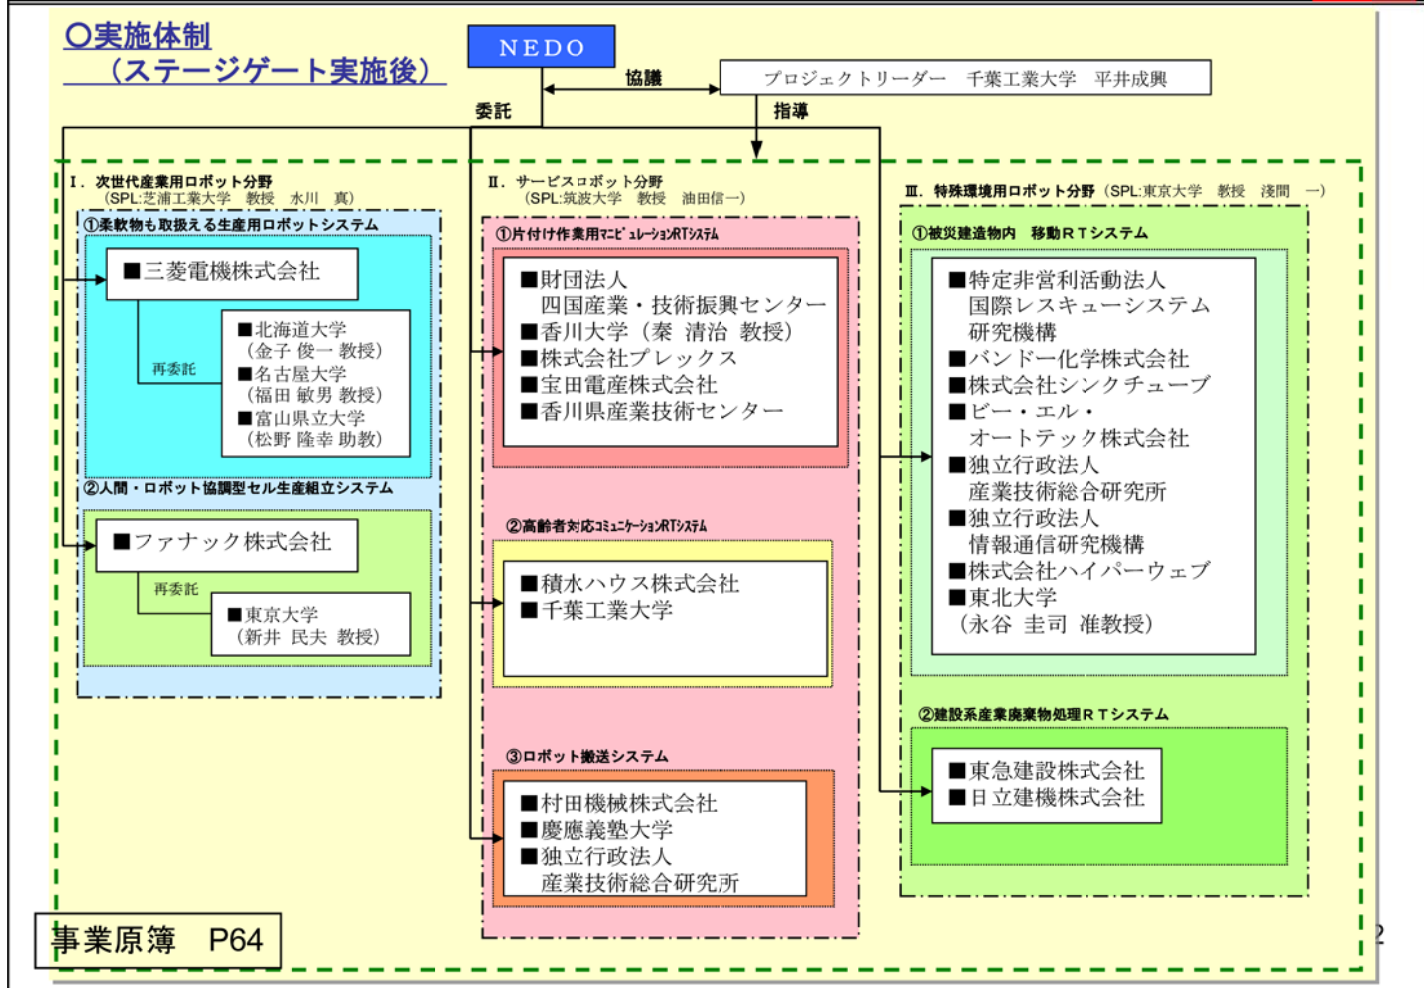 〇実施体制
（ステージゲート実施後）
ＮＥＤＯ
協議
プロジェクトリーダー　千葉工業大学　平井成興
委託
指導
Ⅰ．次世代産業用ロボット分野
（SPL:芝浦工業大学　教授　水川　真）
①柔軟物も取扱える生産用ロボットシステム
■三菱電機株式会社
再委託
■北海道大学
（金子 俊一 教授）
■名古屋大学
（福田 敏男 教授）
■富山県立大学
（松野 隆幸 助教）
②人間・ロボット協調型セル生産組立システム
■ファナック株式会社
再委託
■東京大学
（新井 民夫 教授）
Ⅱ．サービスロボット分野
（SPL:筑波大学　教授　油田信一）
①片付け作業用ﾏﾆﾋﾟｭﾚｰｼｮﾝRTｼｽﾃﾑ
■財団法人
四国産業・技術振興センター
■香川大学（秦 清治 教授）
■株式会社プレックス
■宝田電産株式会社
■香川県産業技術センター
②高齢者対応ｺﾐｭﾆｹｰｼｮﾝRTｼｽﾃﾑ
■積水ハウス株式会社
■千葉工業大学
③ロボット搬送システム
■村田機械株式会社
■慶應義塾大学
■独立行政法人
産業技術総合研究所
Ⅲ．特殊環境用ロボット分野（SPL:東京大学　教授　淺間　一）
①被災建造物内　移動ＲＴシステム
■特定非営利活動法人
国際レスキューシステム
研究機構
■バンドー化学株式会社
■株式会社シンクチューブ
■ビー・エル・
オートテック株式会社
■独立行政法人
産業技術総合研究所
■独立行政法人
情報通信研究機構
■株式会社ハイパーウェブ
■東北大学
（永谷 圭司 准教授）
②建設系産業廃棄物処理ＲＴシステム
■東急建設株式会社
■日立建機株式会社
事業原簿　P64
2